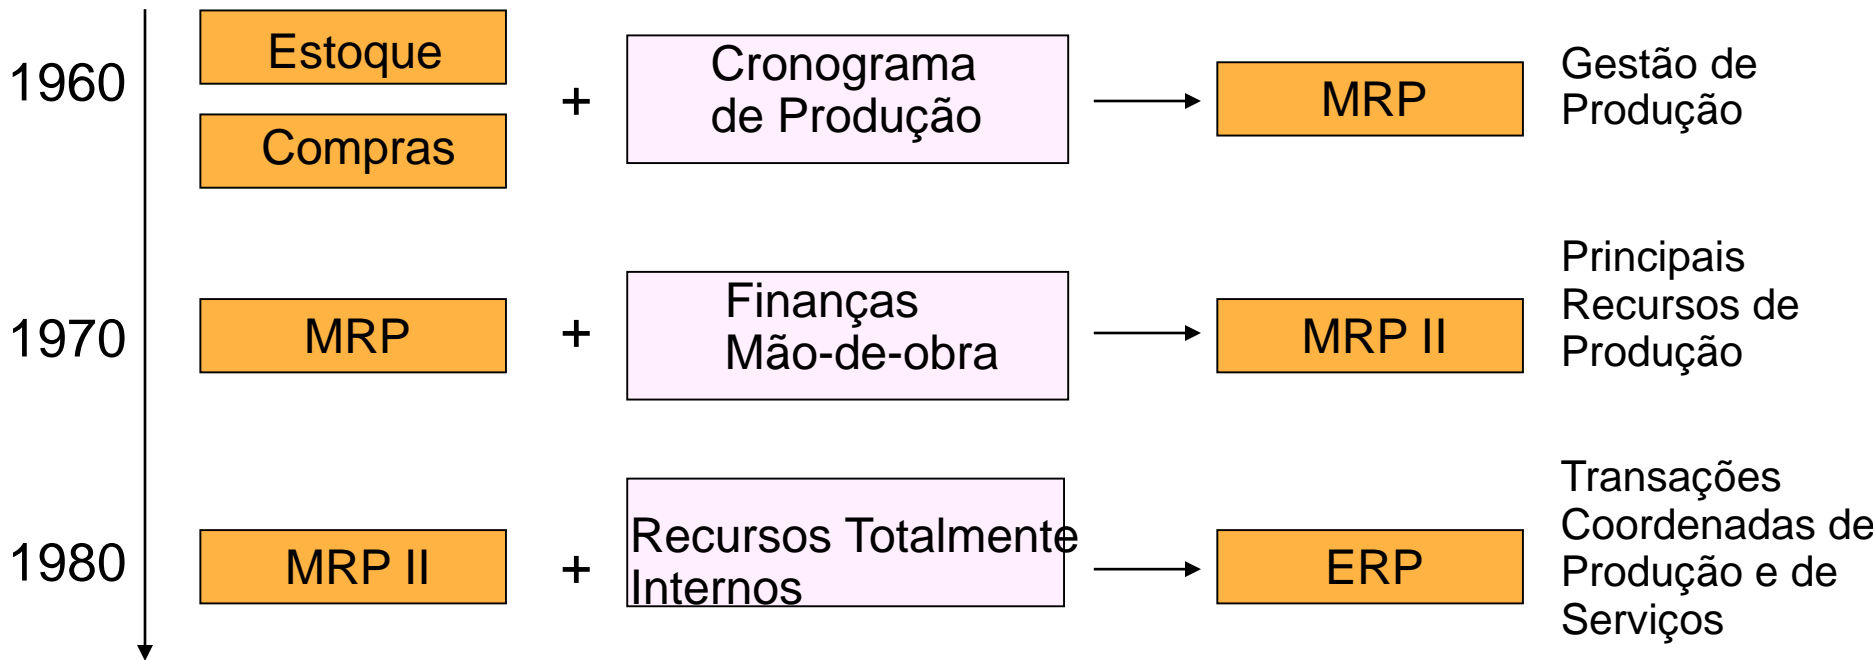 1960
Estoque
Compras
+
Cronograma
de Produção
MRP
Gestão de
Produção
1970
MRP
+
Finanças
Mão-de-obra
MRP II
Principais
Recursos de
Produção
1980
MRP II
+
Recursos Totalmente
Internos
ERP
Transações
Coordenadas de
Produção e de
Serviços